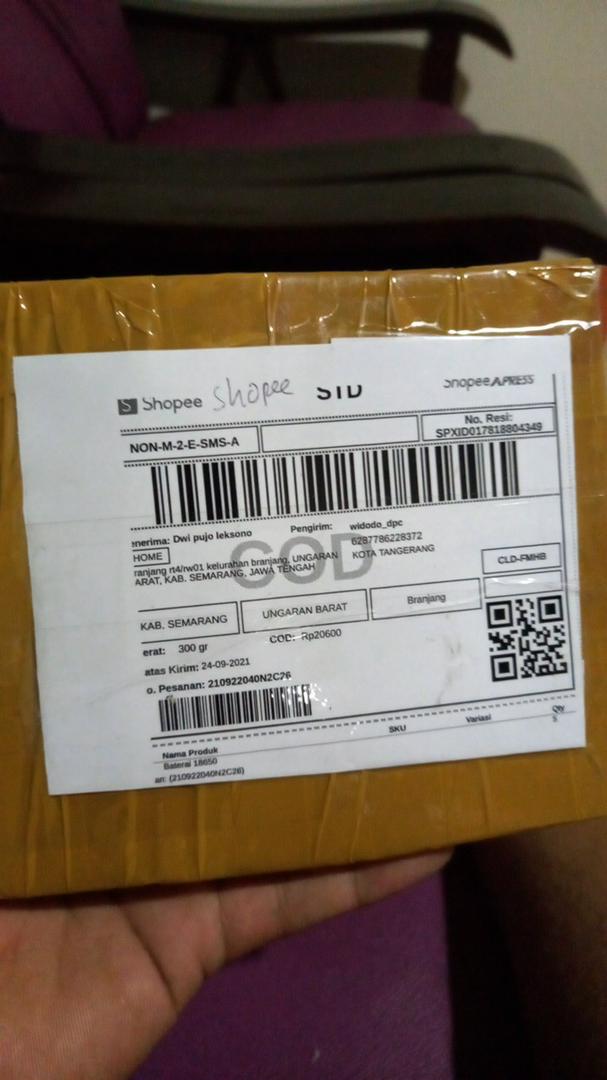 S Shopee shopee STD ShopeeXPRESS
NON-M-2-E-SMS-A
No. Resi:
SPXID017818804349
enerima: Dwi pujo leksono Pengirim: widodo_dpc
HOME 6287786228372
ranjang rt4/rw01 kelurahan branjang, UNGARAN KOTA TANGERANG
ARAT, KAB. SEMARANG, JAWA TENGAH
COD
CLD-FMHB
KAB. SEMARANG UNGARAN BARAT Branjang
erat: 300 gr COD: Rp20600
atas Kirim: 24-09-2021
o. Pesanan: 210922040N2C26
Nama Produk SKU Variasi Qty
Baterai 18650 5
an: (210922040N2C26)